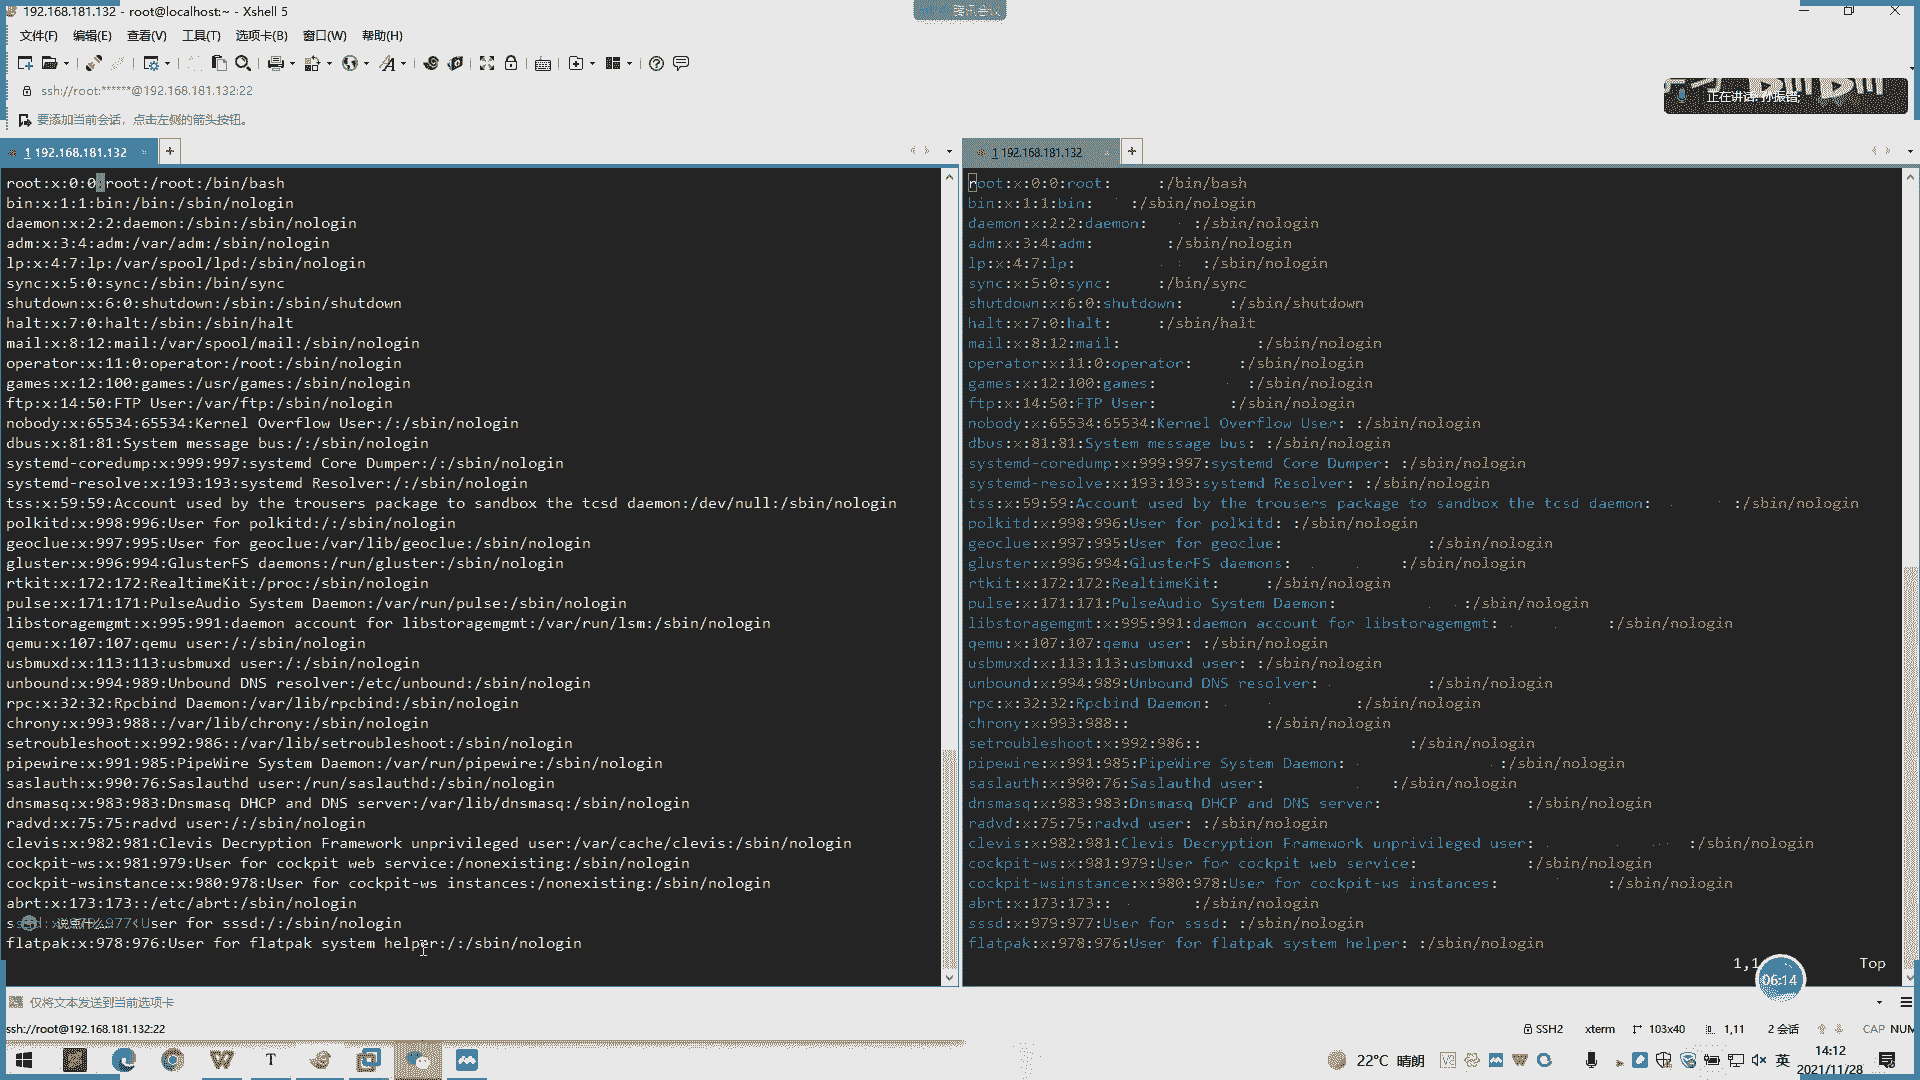 192.168.181.132 - root@localhost:~ - Xshell 5
腾讯会议
文件(F) 编辑(E) 查看(V) 工具(T) 选项卡(B) 窗口(W) 帮助(H)
ssh://root:******@192.168.181.132:22
正在讲话:
要添加当前会话，点击左侧的箭头按钮。
1 192.168.181.132
root:x:0:0:root:/root:/bin/bash
bin:x:1:1:bin:/bin:/sbin/nologin
daemon:x:2:2:daemon:/sbin:/sbin/nologin
adm:x:3:4:adm:/var/adm:/sbin/nologin
lp:x:4:7:lp:/var/spool/lpd:/sbin/nologin
sync:x:5:0:sync:/sbin:/bin/sync
shutdown:x:6:0:shutdown:/sbin:/sbin/shutdown
halt:x:7:0:halt:/sbin:/sbin/halt
mail:x:8:12:mail:/var/spool/mail:/sbin/nologin
operator:x:11:0:operator:/root:/sbin/nologin
games:x:12:100:games:/usr/games:/sbin/nologin
ftp:x:14:50:FTP User:/var/ftp:/sbin/nologin
nobody:x:65534:65534:Kernel Overflow User:/:/sbin/nologin
dbus:x:81:81:System message bus:/:/sbin/nologin
systemd-coredump:x:999:997:systemd Core Dumper:/:/sbin/nologin
systemd-resolve:x:193:193:systemd Resolver:/:/sbin/nologin
tss:x:59:59:Account used by the trousers package to sandbox the tcsd daemon:/dev/null:/sbin/nologin
polkitd:x:998:996:User for polkitd:/:/sbin/nologin
geoclue:x:997:995:User for geoclue:/var/lib/geoclue:/sbin/nologin
gluster:x:996:994:GlusterFS daemons:/run/gluster:/sbin/nologin
rtkit:x:172:172:RealtimeKit:/proc:/sbin/nologin
pulse:x:171:171:PulseAudio System Daemon:/var/run/pulse:/sbin/nologin
libstoragemgmt:x:995:991:daemon account for libstoragemgmt:/var/run/lsm:/sbin/nologin
qemu:x:107:107:qemu user:/:/sbin/nologin
usbmuxd:x:113:113:usbmuxd user:/:/sbin/nologin
unbound:x:994:989:Unbound DNS resolver:/etc/unbound:/sbin/nologin
rpc:x:32:32:Rpcbind Daemon:/var/lib/rpcbind:/sbin/nologin
chrony:x:993:988::/var/lib/chrony:/sbin/nologin
setroubleshoot:x:992:986::/var/lib/setroubleshoot:/sbin/nologin
pipewire:x:991:985:PipeWire System Daemon:/var/run/pipewire:/sbin/nologin
saslauth:x:990:76:Saslauthd user:/run/saslauthd:/sbin/nologin
dnsmasq:x:983:983:Dnsmasq DHCP and DNS server:/var/lib/dnsmasq:/sbin/nologin
radvd:x:75:75:radvd user:/:/sbin/nologin
clevis:x:982:981:Clevis Decryption Framework unprivileged user:/var/cache/clevis:/sbin/nologin
cockpit-ws:x:981:979:User for cockpit web service:/nonexisting:/sbin/nologin
cockpit-wsinstance:x:980:978:User for cockpit-ws instances:/nonexisting:/sbin/nologin
abrt:x:173:173::/etc/abrt:/sbin/nologin
说点什么... User for sssd:/:/sbin/nologin
flatpak:x:978:976:User for flatpak system helper:/:/sbin/nologin
1 192.168.181.132
root:x:0:0:root: :/bin/bash
bin:x:1:1:bin: :/sbin/nologin
daemon:x:2:2:daemon: :/sbin/nologin
adm:x:3:4:adm: :/sbin/nologin
lp:x:4:7:lp: :/sbin/nologin
sync:x:5:0:sync: :/bin/sync
shutdown:x:6:0:shutdown: :/sbin/shutdown
halt:x:7:0:halt: :/sbin/halt
mail:x:8:12:mail: :/sbin/nologin
operator:x:11:0:operator: :/sbin/nologin
games:x:12:100:games: :/sbin/nologin
ftp:x:14:50:FTP User: :/sbin/nologin
nobody:x:65534:65534:Kernel Overflow User: :/sbin/nologin
dbus:x:81:81:System message bus: :/sbin/nologin
systemd-coredump:x:999:997:systemd Core Dumper: :/sbin/nologin
systemd-resolve:x:193:193:systemd Resolver: :/sbin/nologin
tss:x:59:59:Account used by the trousers package to sandbox the tcsd daemon: :/sbin/nologin
polkitd:x:998:996:User for polkitd: :/sbin/nologin
geoclue:x:997:995:User for geoclue: :/sbin/nologin
gluster:x:996:994:GlusterFS daemons: :/sbin/nologin
rtkit:x:172:172:RealtimeKit: :/sbin/nologin
pulse:x:171:171:PulseAudio System Daemon: :/sbin/nologin
libstoragemgmt:x:995:991:daemon account for libstoragemgmt: :/sbin/nologin
qemu:x:107:107:qemu user: :/sbin/nologin
usbmuxd:x:113:113:usbmuxd user: :/sbin/nologin
unbound:x:994:989:Unbound DNS resolver: :/sbin/nologin
rpc:x:32:32:Rpcbind Daemon: :/sbin/nologin
chrony:x:993:988:: :/sbin/nologin
setroubleshoot:x:992:986:: :/sbin/nologin
pipewire:x:991:985:PipeWire System Daemon: :/sbin/nologin
saslauth:x:990:76:Saslauthd user: :/sbin/nologin
dnsmasq:x:983:983:Dnsmasq DHCP and DNS server: :/sbin/nologin
radvd:x:75:75:radvd user: :/sbin/nologin
clevis:x:982:981:Clevis Decryption Framework unprivileged user: :/sbin/nologin
cockpit-ws:x:981:979:User for cockpit web service: :/sbin/nologin
cockpit-wsinstance:x:980:978:User for cockpit-ws instances: :/sbin/nologin
abrt:x:173:173:: :/sbin/nologin
sssd:x:979:977:User for sssd: :/sbin/nologin
flatpak:x:978:976:User for flatpak system helper: :/sbin/nologin
1,1 Top
06:14
仅将文本发送到当前选项卡
ssh://root@192.168.181.132:22 SSH2 xterm 103x40 1,11 2 会话 CAP NUM
22°C 晴朗 英 14:12
2021/11/28